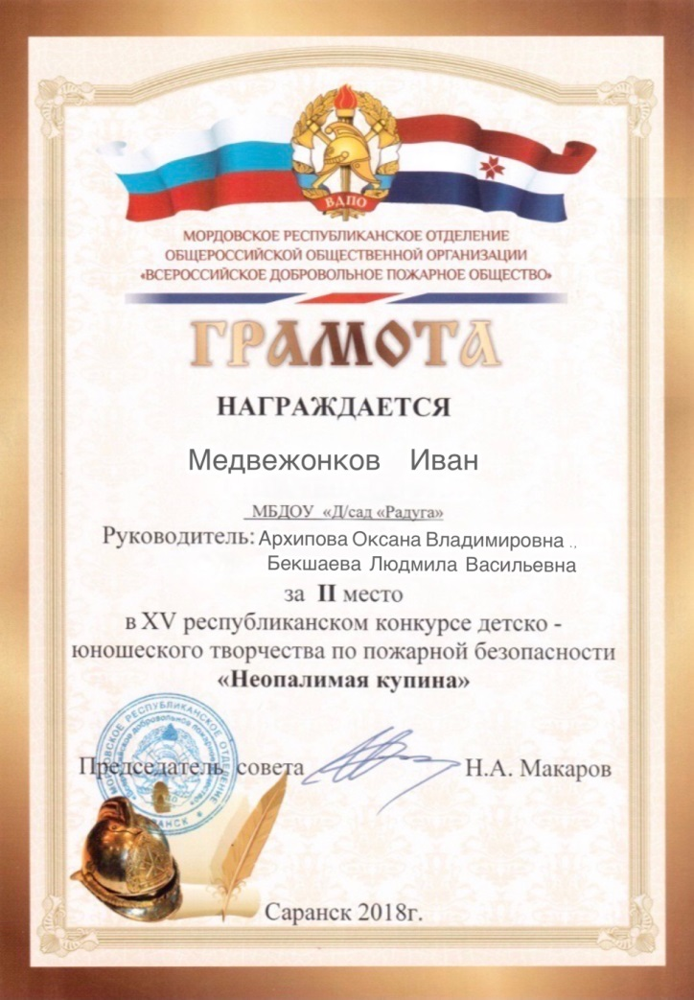 ВДПО
МОРДОВСКОЕ РЕСПУБЛИКАНСКОЕ ОТДЕЛЕНИЕ
ОБЩЕРОССИЙСКОЙ ОБЩЕСТВЕННОЙ ОРГАНИЗАЦИИ
«ВСЕРОССИЙСКОЕ ДОБРОВОЛЬНОЕ ПОЖАРНОЕ ОБЩЕСТВО»
ГРАМОТА
НАГРАЖДАЕТСЯ
Медвежонков Иван
МБДОУ «Д/сад «Радуга»
Руководитель: Архипова Оксана Владимировна .,
Бекшаева Людмила Васильевна
за II место
в XV республиканском конкурсе детско -
юношеского творчества по пожарной безопасности
«Неопалимая купина»
МОРДОВСКОЕ РЕСПУБЛИКАНСКОЕ ОТДЕЛЕНИЕ
Председатель совета Н.А. Макаров
Саранск 2018г.